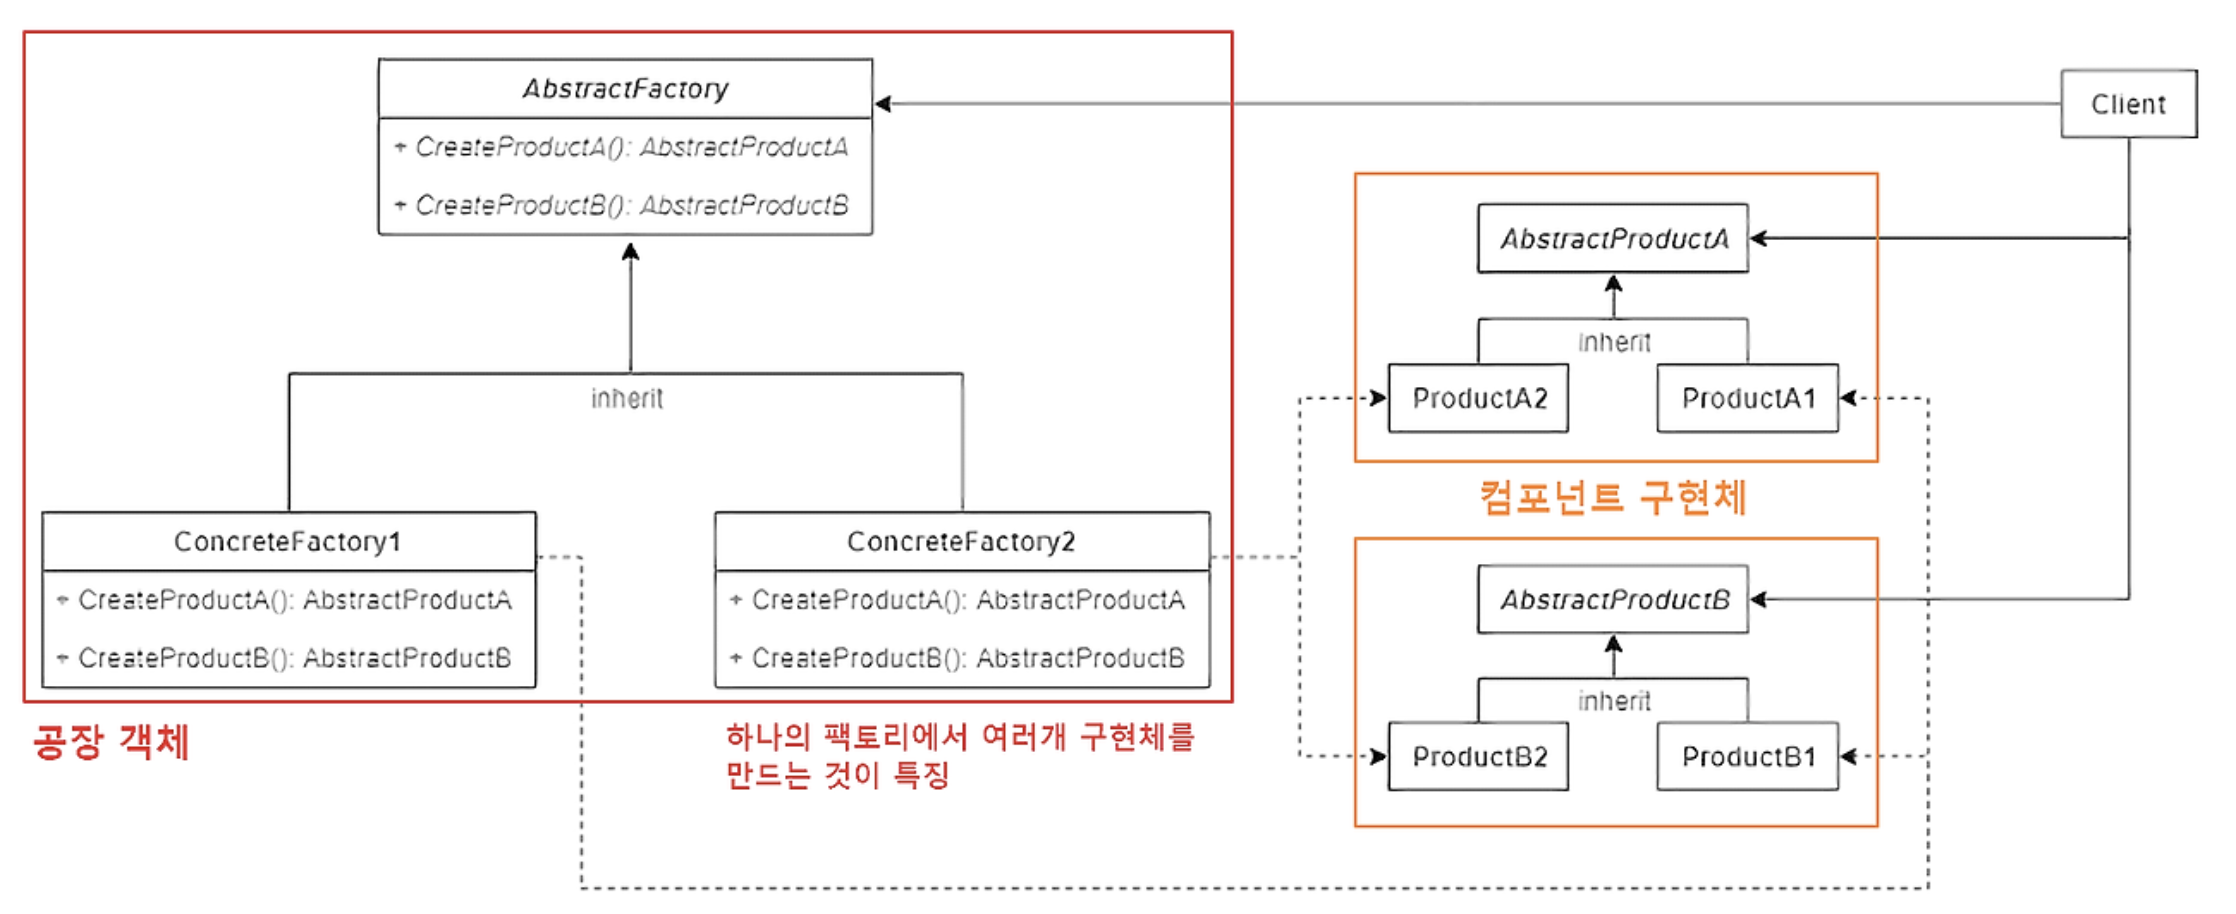 AbstractFactory
+ CreateProductA(): AbstractProductA
+ CreateProductB(): AbstractProductB
Client
AbstractProductA
inherit
ProductA2
ProductA1
inherit
컴포넌트 구현체
ConcreteFactory1
+ CreateProductA(): AbstractProductA
+ CreateProductB(): AbstractProductB
ConcreteFactory2
+ CreateProductA(): AbstractProductA
+ CreateProductB(): AbstractProductB
AbstractProductB
inherit
ProductB2
ProductB1
공장 객체
하나의 팩토리에서 여러개 구현체를
만드는 것이 특징